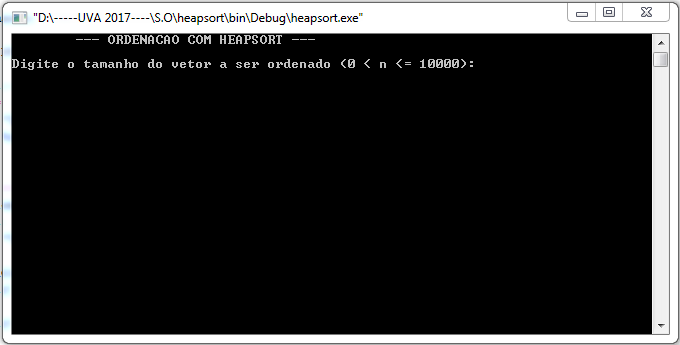 "D:\-----UVA 2017----\S.O\heapsort\bin\Debug\heapsort.exe"
--- ORDENACAO COM HEAPSORT ---
Digite o tamanho do vetor a ser ordenado (0 < n <= 10000):